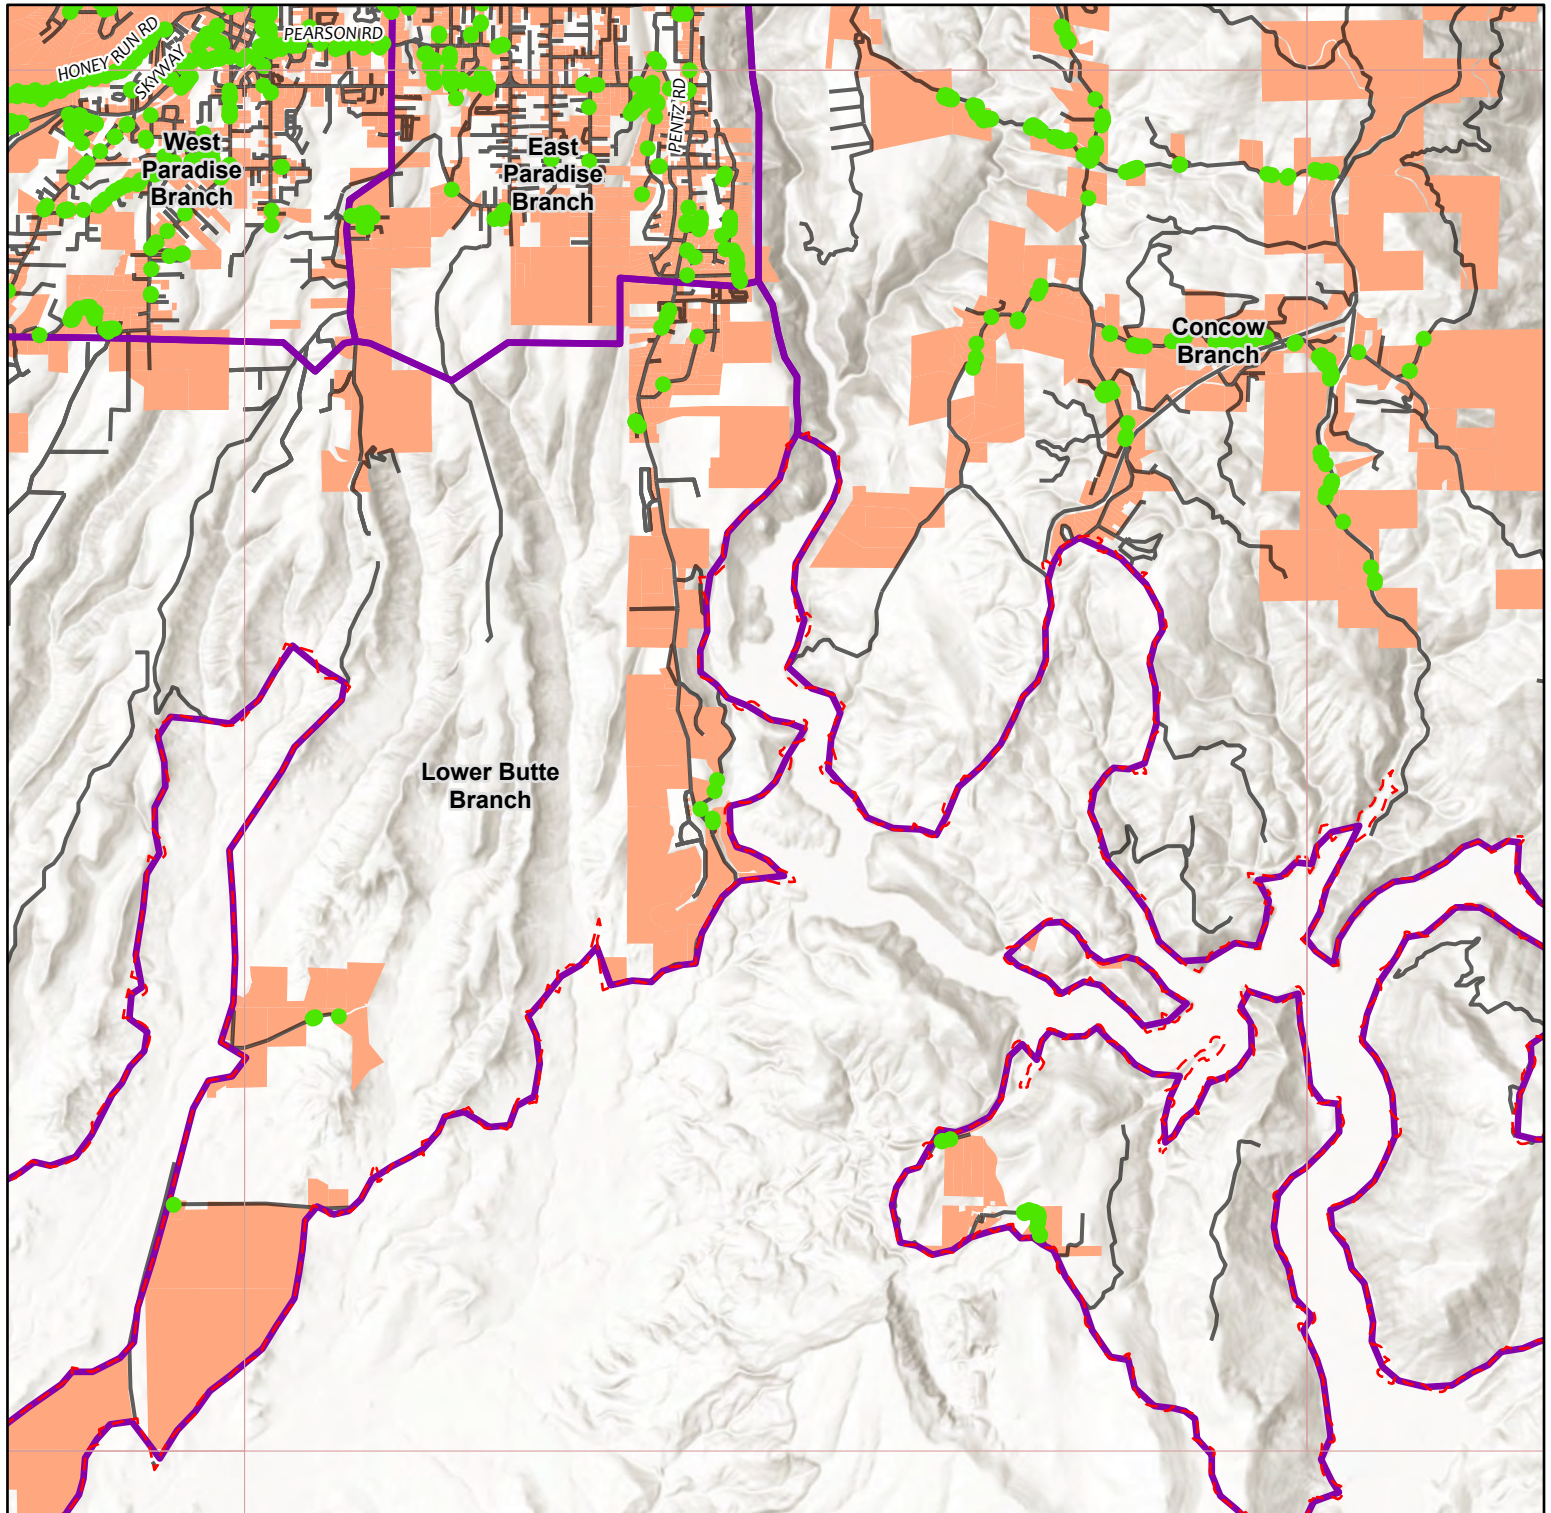 HONEY RUN RD
SKYWAY
PEARSON RD
PENTZ RD
West
Paradise
Branch
East
Paradise
Branch
Concow
Branch
Lower Butte
Branch